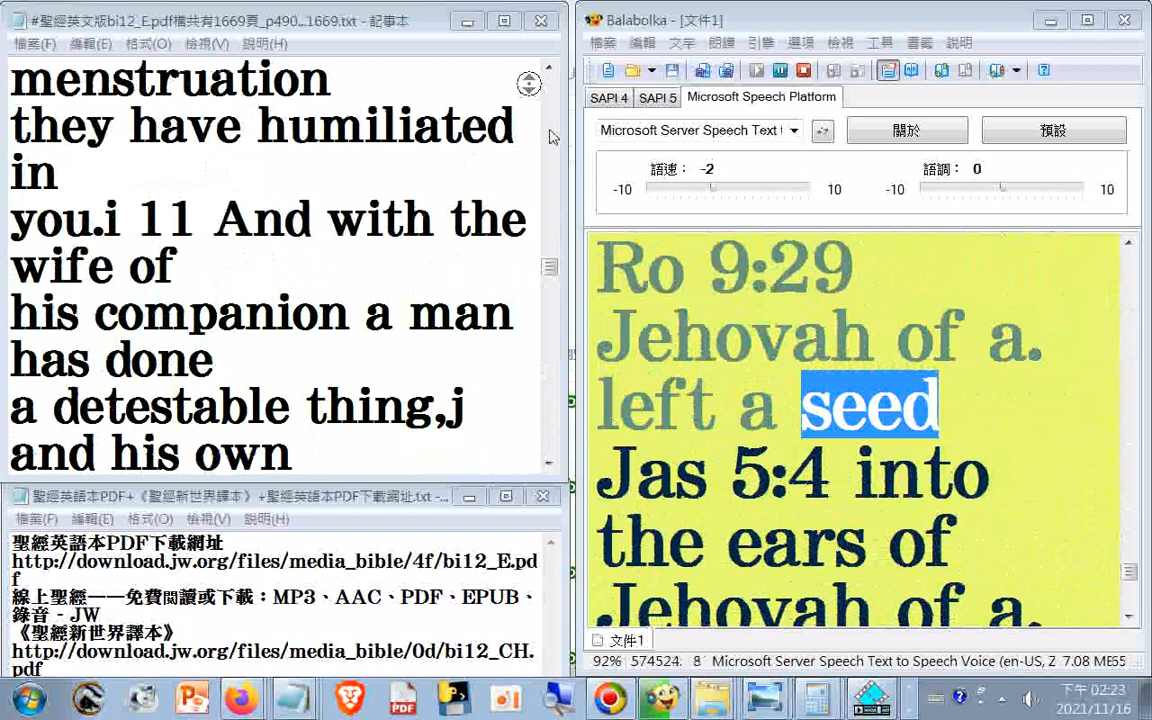 #聖經英文版bi12_E.pdf檔共有1669頁_p490...1669.txt - 記事本
檔案(F) 編輯(E) 格式(O) 檢視(V) 說明(H)
menstruation
they have humiliated
in
you.i 11 And with the
wife of
his companion a man
has done
a detestable thing,j
and his own
聖經英語本PDF+《聖經新世界譯本》+聖經英語本PDF下載網址.txt -...
檔案(F) 編輯(E) 格式(O) 檢視(V) 說明(H)
聖經英語本PDF下載網址
http://download.jw.org/files/media_bible/4f/bi12_E.pd
f
線上聖經——免費閱讀或下載：MP3、AAC、PDF、EPUB、
錄音 - JW
《聖經新世界譯本》
http://download.jw.org/files/media_bible/0d/bi12_CH.
pdf
Balabolka - [文件1]
檔案 編輯 文字 朗讀 引擎 選項 檢視 工具 書籤 說明
SAPI 4 SAPI 5 Microsoft Speech Platform
Microsoft Server Speech Text 關於 預設
語速： -2 語調： 0
-10 10 -10 10
Ro 9:29
Jehovah of a.
left a seed
Jas 5:4 into
the ears of
Jehovah of a.
文件1
92% 574524: 8 Microsoft Server Speech Text to Speech Voice (en-US, Z 7.08 ME55
PDF
下午 02:23
2021/11/16